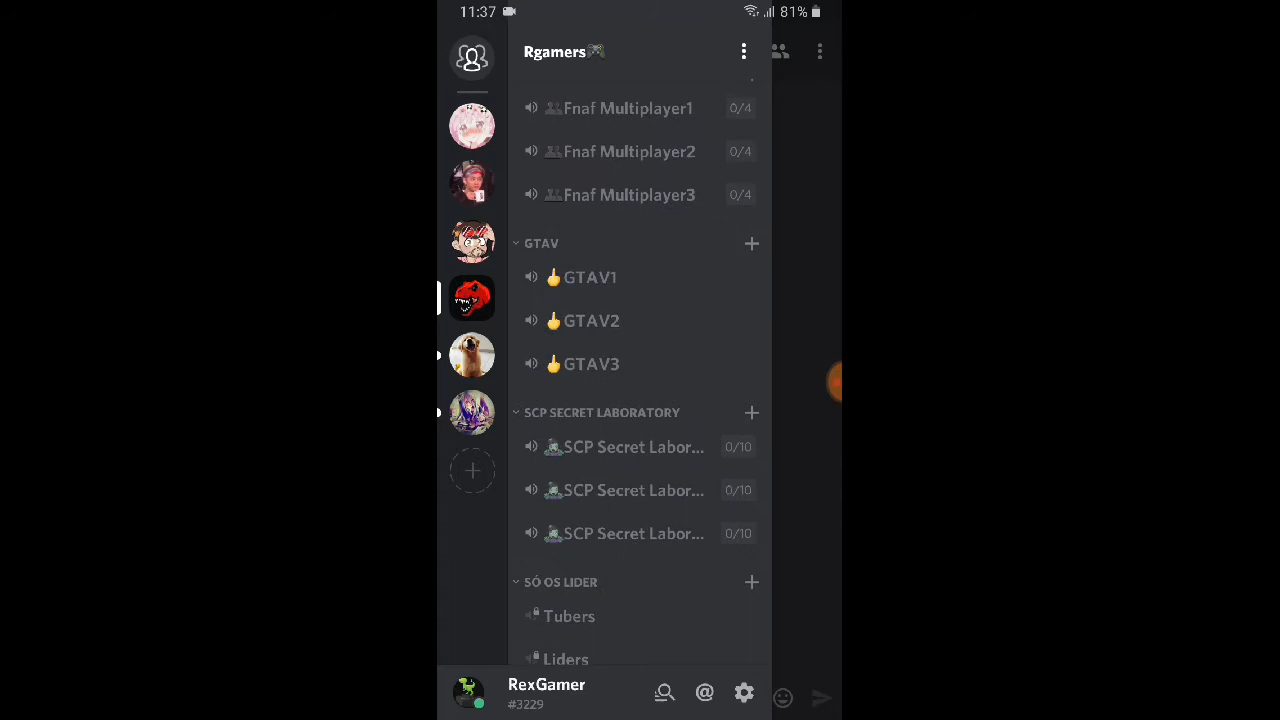 11:37 81%
Rgamers
Fnaf Multiplayer1 0/4
Fnaf Multiplayer2 0/4
Fnaf Multiplayer3 0/4
GTAV
GTAV1
GTAV2
GTAV3
SCP SECRET LABORATORY
SCP Secret Labor... 0/10
SCP Secret Labor... 0/10
SCP Secret Labor... 0/10
SÓ OS LIDER
Tubers
Liders
RexGamer
#3229